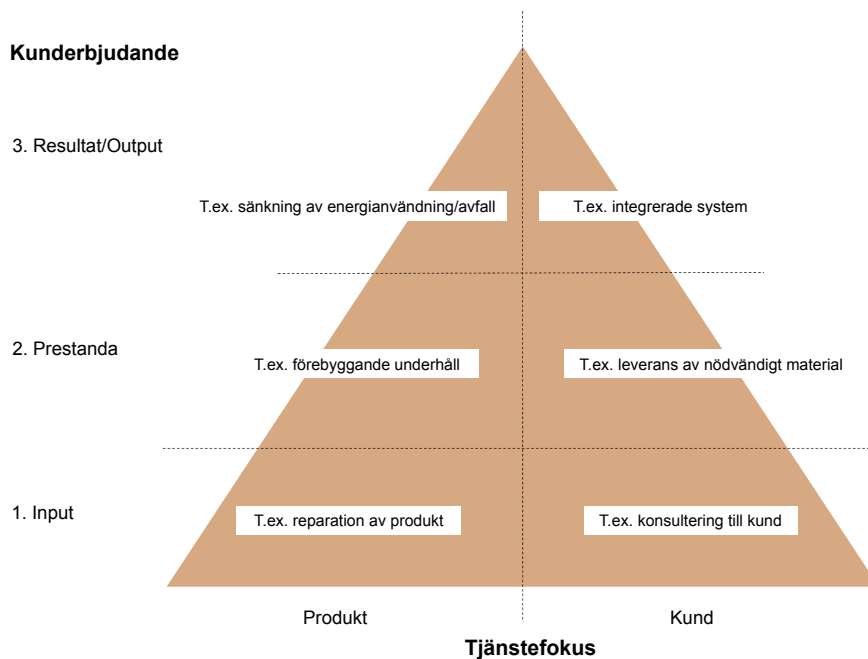 Kunderbjudande
3. Resultat/Output
T.ex. sänkning av energianvändning/avfall
T.ex. integrerade system
2. Prestanda
T.ex. förebyggande underhåll
T.ex. leverans av nödvändigt material
1. Input
T.ex. reparation av produkt
T.ex. konsultering till kund
Produkt
Kund
Tjänstefokus